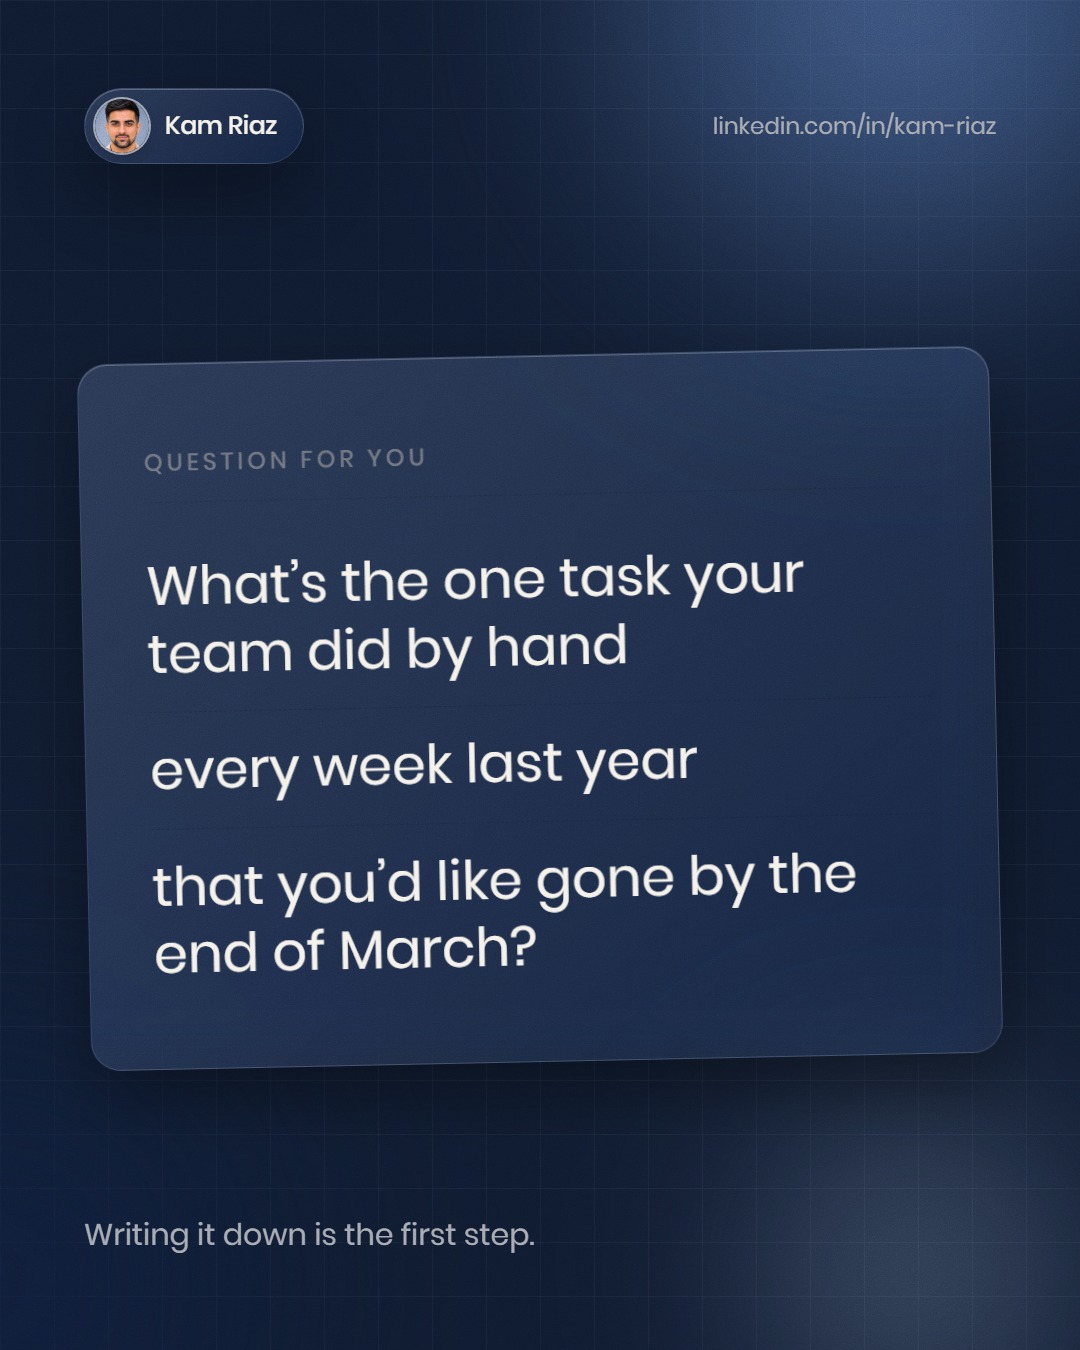 Kam Riaz
linkedin.com/in/kam-riaz
QUESTION FOR YOU
What’s the one task your
team did by hand
every week last year
that you’d like gone by the
end of March?
Writing it down is the first step.